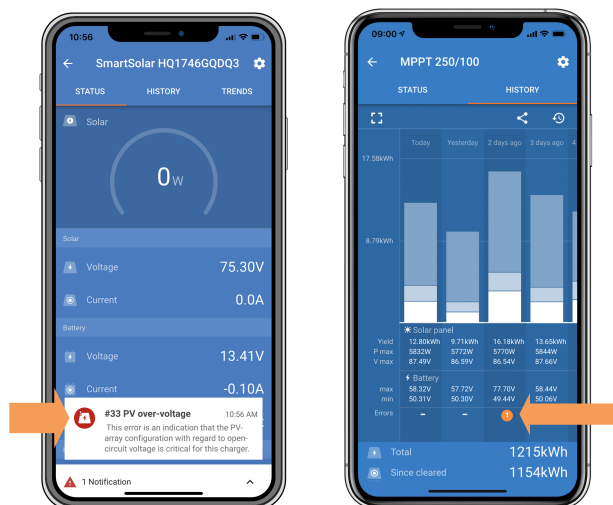 10:56
SmartSolar HQ1746GQDQ3
STATUS HISTORY TRENDS
Solar
0W
Solar
Voltage 75.30V
Current 0.0A
Battery
Voltage 13.41V
Current -0.10A
#33 PV over-voltage 10:56 AM
This error is an indication that the PV-
array configuration with regard to open-
circuit voltage is critical for this charger.
1 Notification
09:00
MPPT 250/100
STATUS HISTORY
Today Yesterday 2 days ago 3 days ago 4
17.58kWh
8.79kWh
Solar panel
Yield 12.80kWh 9.71kWh 16.18kWh 13.65kWh
P max 5832W 5772W 5770W 5844W
V max 87.49V 86.59V 86.54V 87.66V
Battery
max 58.32V 57.72V 77.70V 58.44V
min 50.31V 50.30V 49.44V 50.06V
Errors - - 1
Total 1215kWh
Since cleared 1154kWh